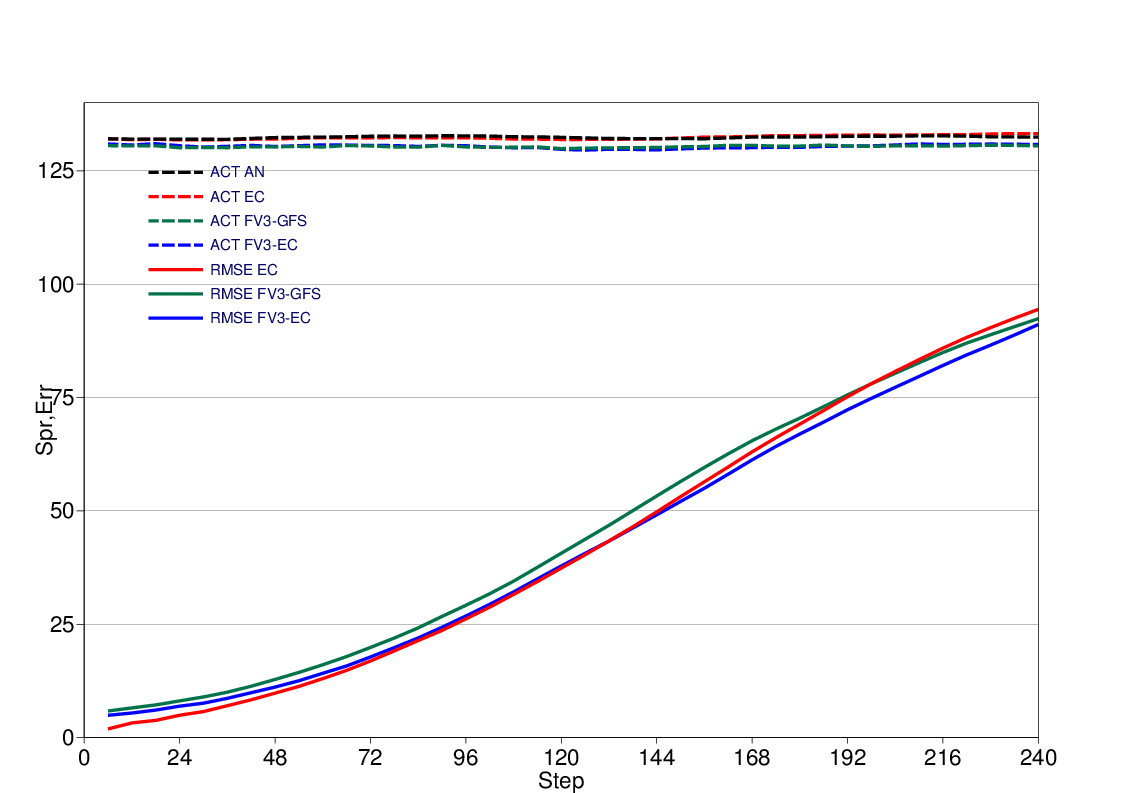 125
100
75
50
25
0
Spr,Err
ACT AN
ACT EC
ACT FV3-GFS
ACT FV3-EC
RMSE EC
RMSE FV3-GFS
RMSE FV3-EC
0 24 48 72 96 120 144 168 192 216 240
Step